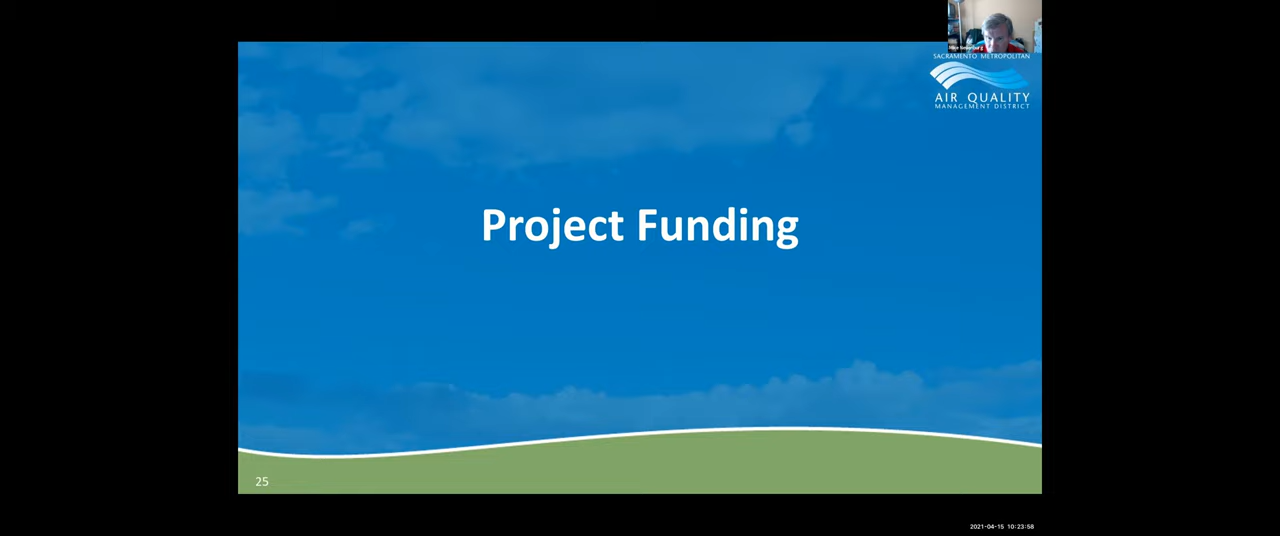 SACRAMENTO METROPOLITAN
AIR QUALITY
MANAGEMENT DISTRICT
Project Funding
25
2021-04-15 10:23:58